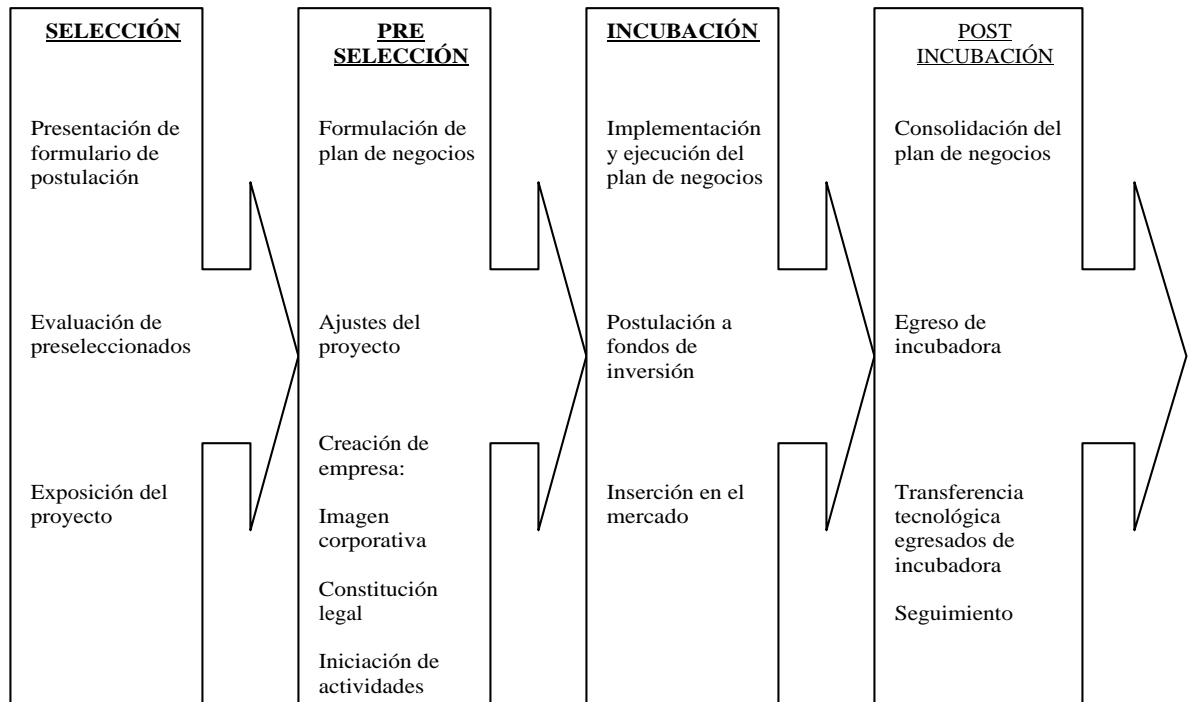 SELECCIÓN
Presentación de
formulario de
postulación
Evaluación de
preseleccionados
Exposición del
proyecto
PRE
SELECCIÓN
Formulación de
plan de negocios
Ajustes del
proyecto
Creación de
empresa:
Imagen
corporativa
Constitución
legal
Iniciación de
actividades
INCUBACIÓN
Implementación
y ejecución del
plan de negocios
Postulación a
fondos de
inversión
Inserción en el
mercado
POST
INCUBACIÓN
Consolidación del
plan de negocios
Egreso de
incubadora
Transferencia
tecnológica
egresados de
incubadora
Seguimiento